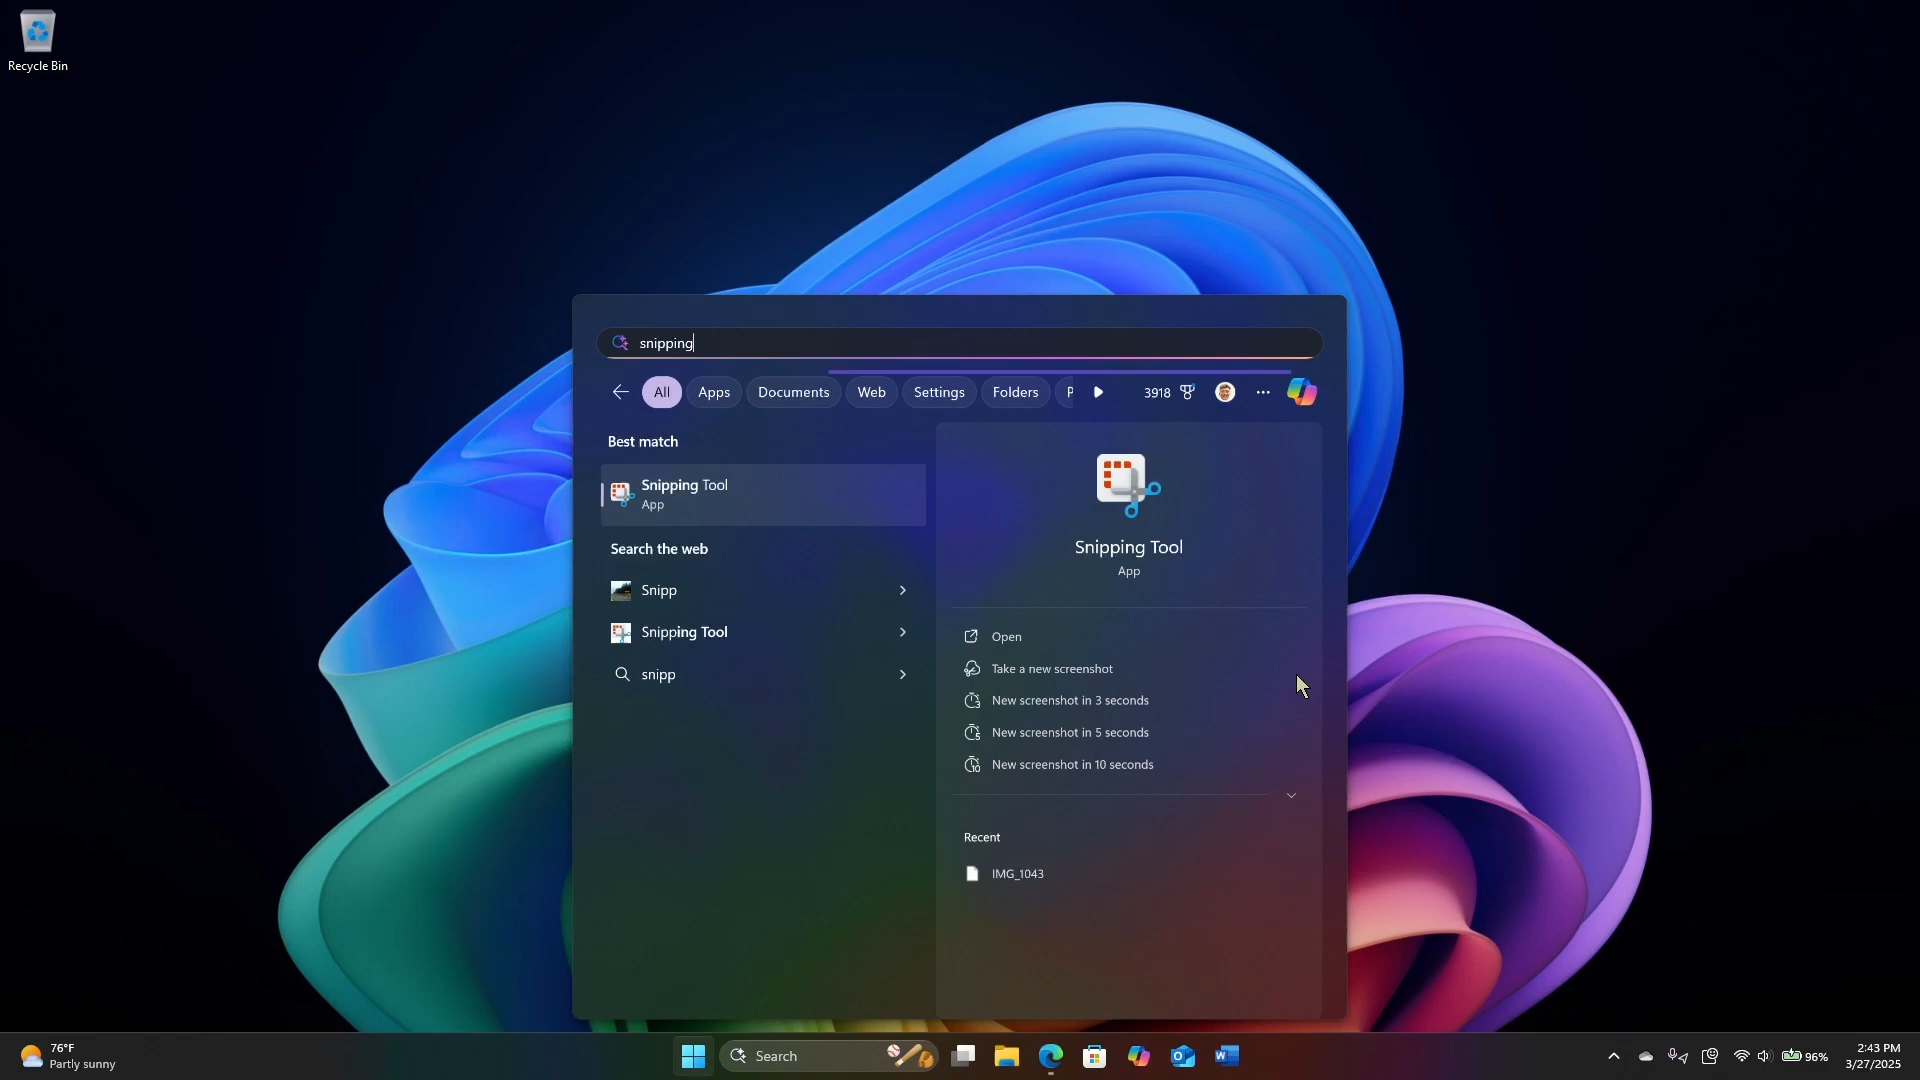 Recycle Bin
snipping
All
Apps
Documents
Web
Settings
Folders
P
3918
Best match
Snipping Tool
App
Search the web
Snipp
Snipping Tool
snipp
Snipping Tool
App
Open
Take a new screenshot
New screenshot in 3 seconds
New screenshot in 5 seconds
New screenshot in 10 seconds
Recent
IMG_1043
76°F
Partly sunny
Search
96%
2:43 PM
3/27/2025